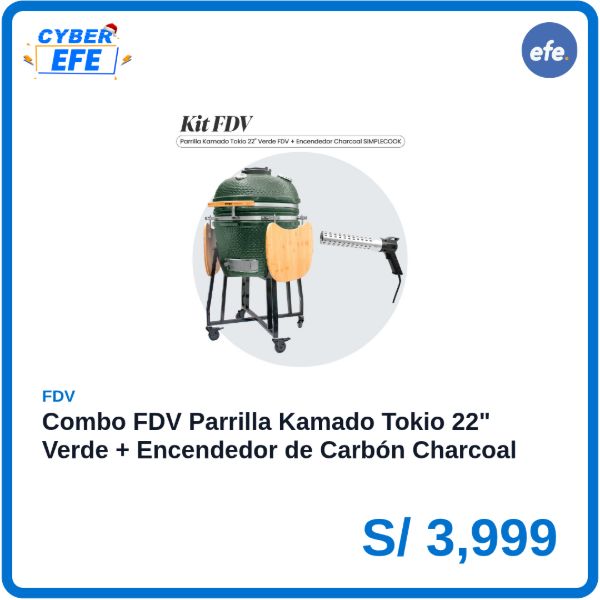 CYBER
EFE
efe.
Kit FDV
Parrilla Kamado Tokio 22" Verde FDV + Encendedor Charcoal SIMPLECOOK
FDV
Combo FDV Parrilla Kamado Tokio 22"
Verde + Encendedor de Carbón Charcoal
S/ 3,999